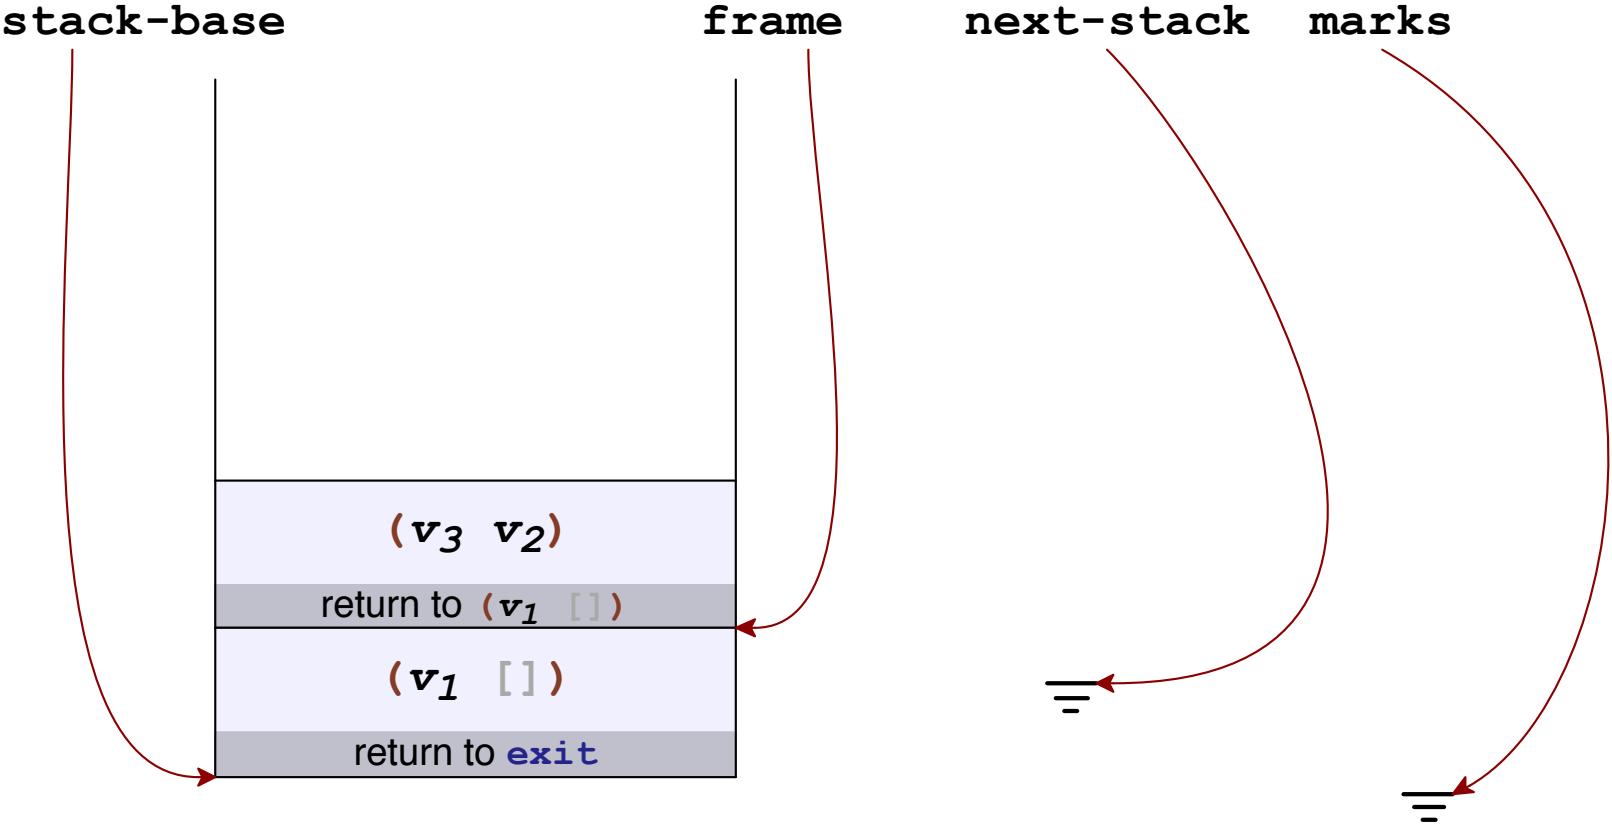 stack-base frame next-stack marks
(v3 v2)
return to (v1 [])
(v1 [])
return to exit